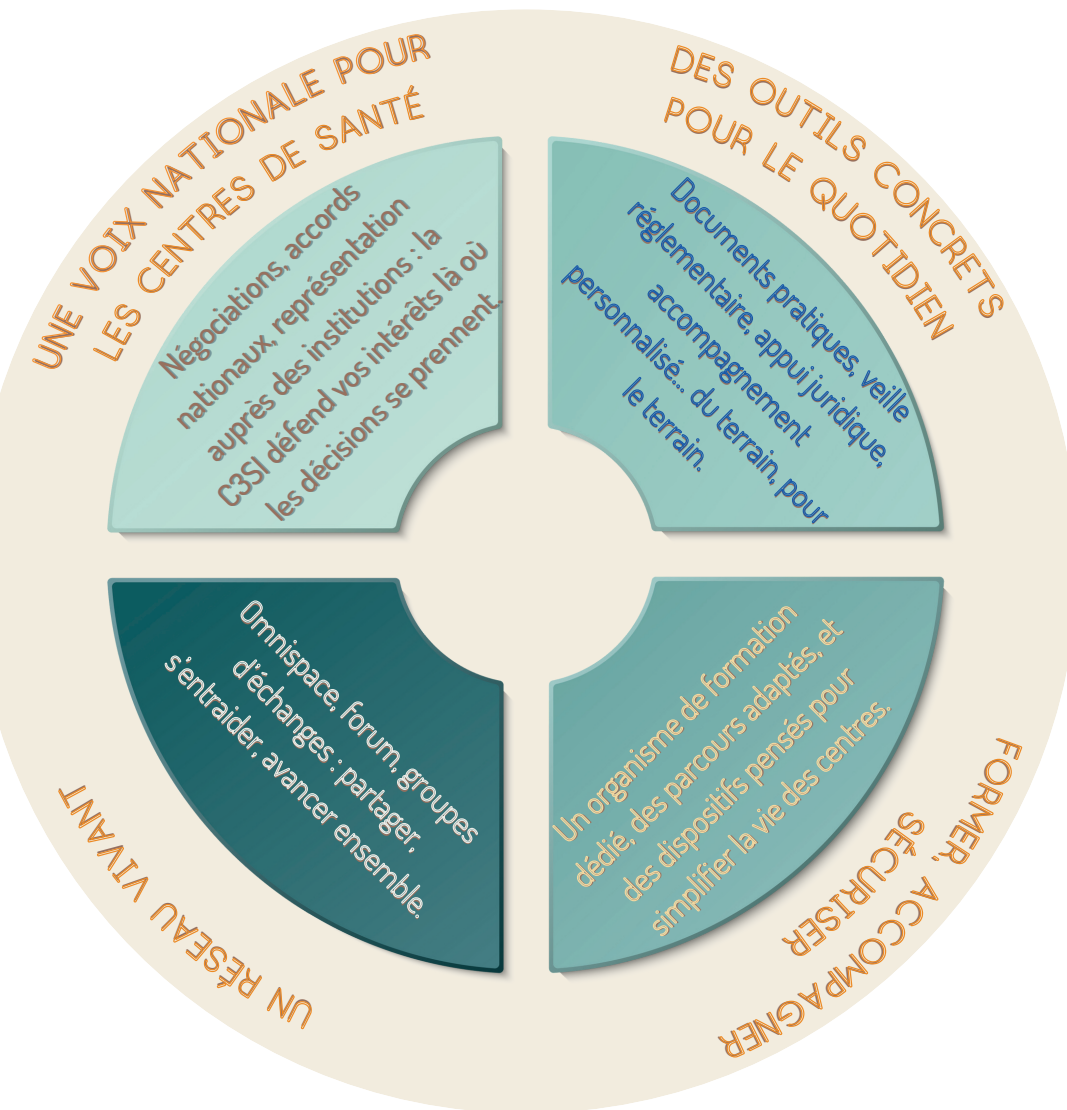 UNE VOIX NATIONALE POUR
LES CENTRES DE SANTÉ
Négociations, accords
nationaux, représentation
auprès des institutions : la
C3SI défend vos intérêts là où
les décisions se prennent.
DES OUTILS CONCRETS
POUR LE QUOTIDIEN
Documents pratiques, veille
réglementaire, appui juridique,
accompagnement
personnalisé... du terrain, pour
le terrain.
FORMER, ACCOMPAGNER
SÉCURISER
Un organisme de formation
dédié, des parcours adaptés, et
des dispositifs pensés pour
simplifier la vie des centres.
UN RÉSEAU VIVANT
Omnispace, forum, groupes
d'échanges : partager,
s'entraider, avancer ensemble.